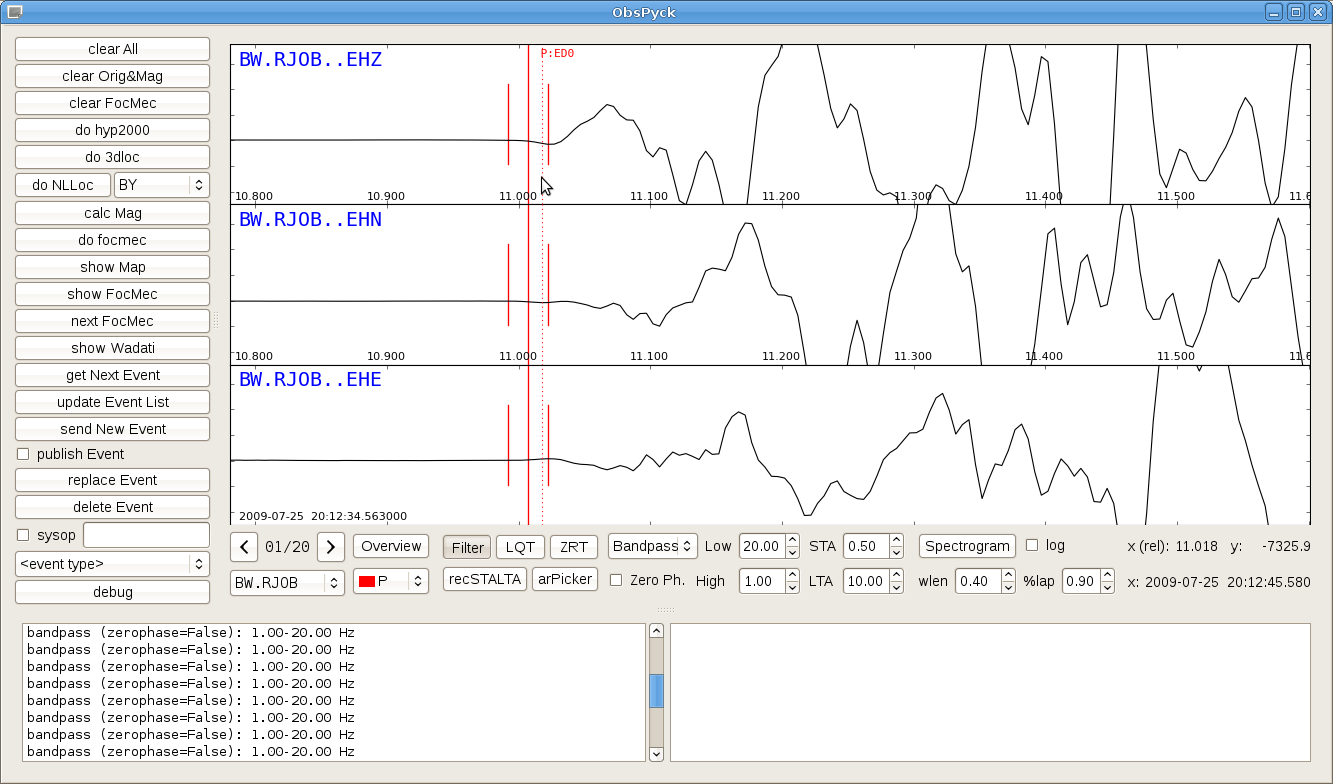 ObsPyck
clear All
clear Orig&Mag
clear FocMec
do hyp2000
do 3dloc
do NLLoc BY
calc Mag
do focmec
show Map
show FocMec
next FocMec
show Wadati
get Next Event
update Event List
send New Event
publish Event
replace Event
delete Event
sysop
<event type>
debug
BW.RJOB..EHZ P:ED0
10.800 10.900 11.000 11.100 11.200 11.300 11.400 11.500 11.6
BW.RJOB..EHN
10.800 10.900 11.000 11.100 11.200 11.300 11.400 11.500 11.6
BW.RJOB..EHE
2009-07-25 20:12:34.563000
01/20 Overview Filter LQT ZRT Bandpass Low 20.00 STA 0.50 Spectrogram log x (rel): 11.018 y: -7325.9
BW.RJOB P recSTALTA arPicker Zero Ph. High 1.00 LTA 10.00 wlen 0.40 %lap 0.90 x: 2009-07-25 20:12:45.580
bandpass (zerophase=False): 1.00-20.00 Hz
bandpass (zerophase=False): 1.00-20.00 Hz
bandpass (zerophase=False): 1.00-20.00 Hz
bandpass (zerophase=False): 1.00-20.00 Hz
bandpass (zerophase=False): 1.00-20.00 Hz
bandpass (zerophase=False): 1.00-20.00 Hz
bandpass (zerophase=False): 1.00-20.00 Hz
bandpass (zerophase=False): 1.00-20.00 Hz